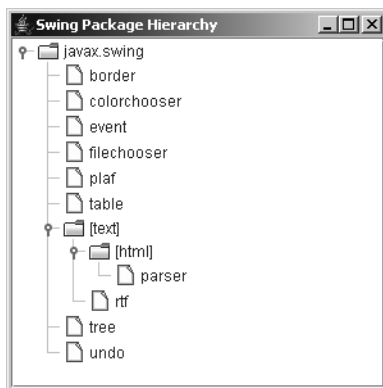 Swing Package Hierarchy
javax.swing
border
colorchooser
event
filechooser
plaf
table
[text]
[html]
parser
rtf
tree
undo